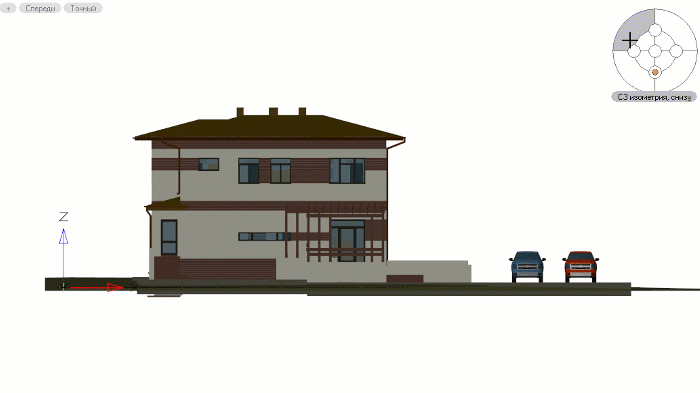 + Спереди Точный
СЗ изометрия, снизу
Z